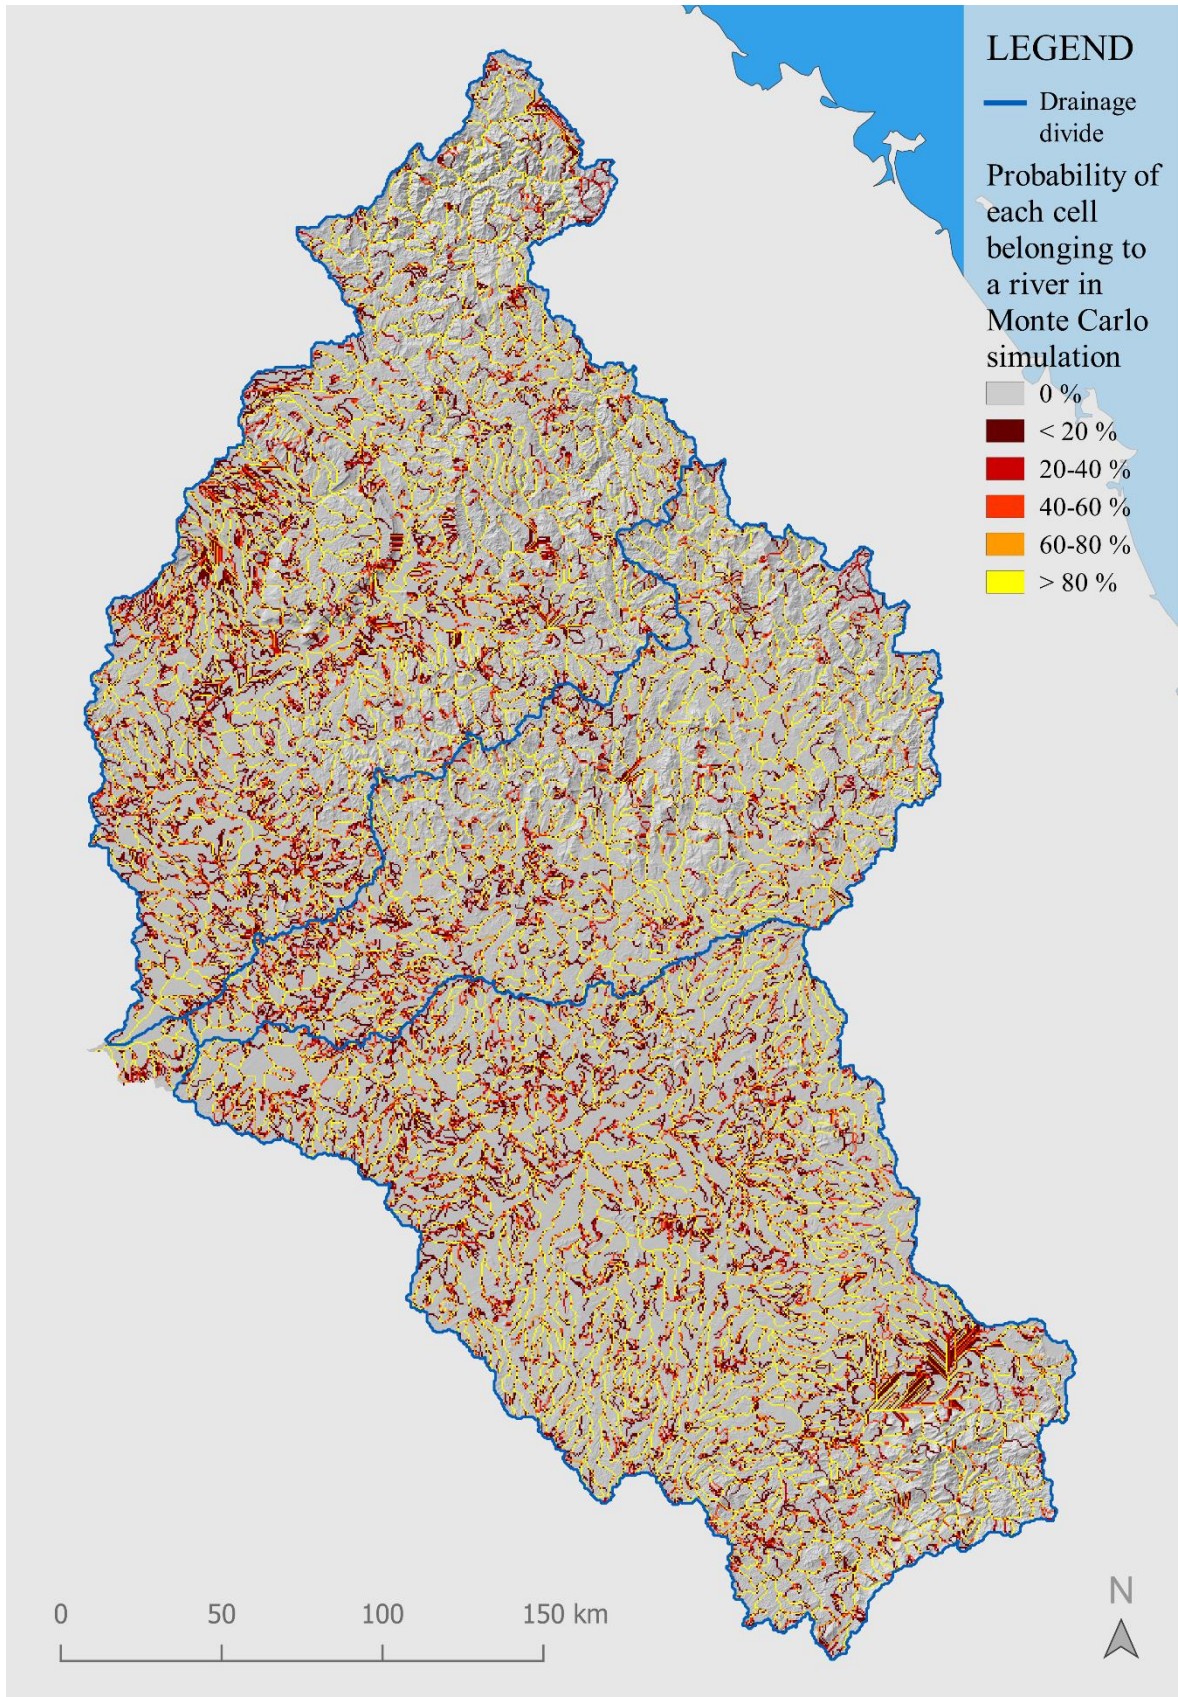 LEGEND
Drainage
divide
Probability of
each cell
belonging to
a river in
Monte Carlo
simulation
0 %
< 20 %
20-40 %
40-60 %
60-80 %
> 80 %
0 50 100 150 km
N